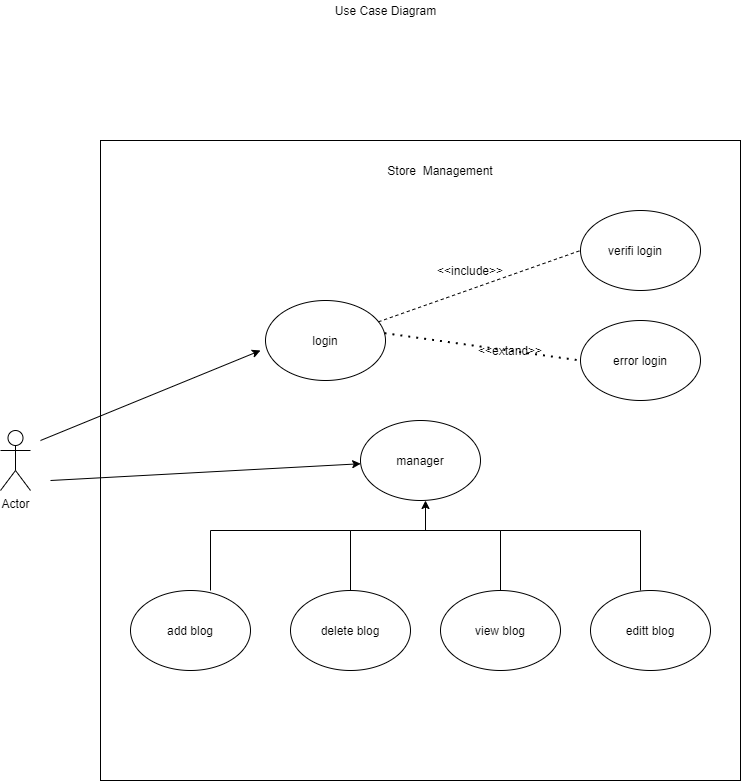 Use Case Diagram
Store  Management
verifi login
<<include>>
login
<<extand>>
error login
manager
Actor
add blog
delete blog
view blog
editt blog